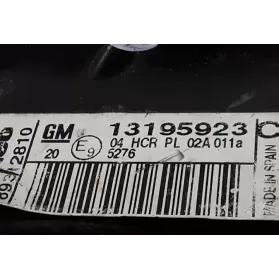 GM 13195923
20 E9 04 HCR PL 02A 011a
5276
MADE IN SPAIN